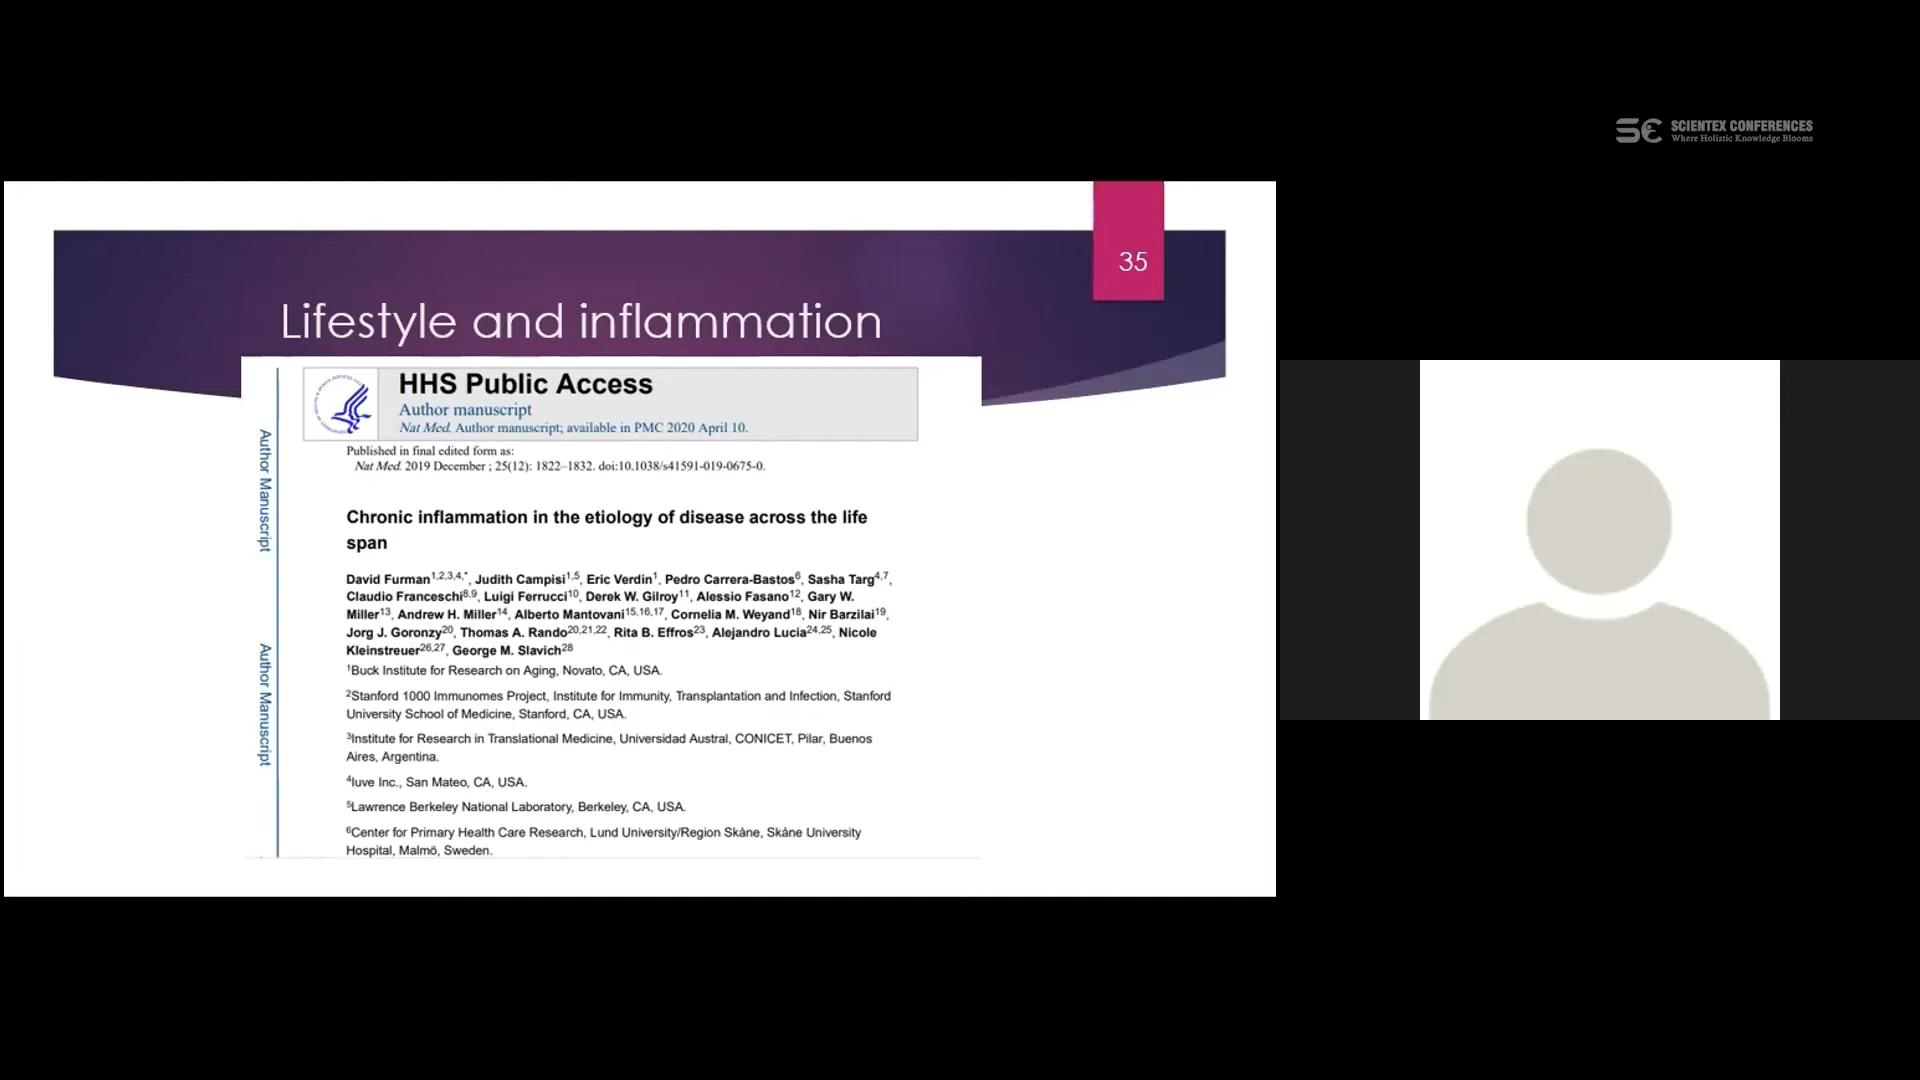 SCIENTEX CONFERENCES
Where Holistic Knowledge Blooms
35
Lifestyle and inflammation
HHS Public Access
Author manuscript
Nat Med. Author manuscript; available in PMC 2020 April 10.
Published in final edited form as:
Nat Med. 2019 December ; 25(12): 1822–1832. doi:10.1038/s41591-019-0675-0.
Chronic inflammation in the etiology of disease across the life
span
David Furman1,2,3,4,*, Judith Campisi1,5, Eric Verdin1, Pedro Carrera-Bastos6, Sasha Targ4,7,
Claudio Franceschi8,9, Luigi Ferrucci10, Derek W. Gilroy11, Alessio Fasano12, Gary W.
Miller13, Andrew H. Miller14, Alberto Mantovani15,16,17, Cornelia M. Weyand18, Nir Barzilai19,
Jorg J. Goronzy20, Thomas A. Rando20,21,22, Rita B. Effros23, Alejandro Lucia24,25, Nicole
Kleinstreuer26,27, George M. Slavich28
1Buck Institute for Research on Aging, Novato, CA, USA.
2Stanford 1000 Immunomes Project, Institute for Immunity, Transplantation and Infection, Stanford
University School of Medicine, Stanford, CA, USA.
3Institute for Research in Translational Medicine, Universidad Austral, CONICET, Pilar, Buenos
Aires, Argentina.
4Iuve Inc., San Mateo, CA, USA.
5Lawrence Berkeley National Laboratory, Berkeley, CA, USA.
6Center for Primary Health Care Research, Lund University/Region Skåne, Skåne University
Hospital, Malmö, Sweden.
Author Manuscript
Author Manuscript